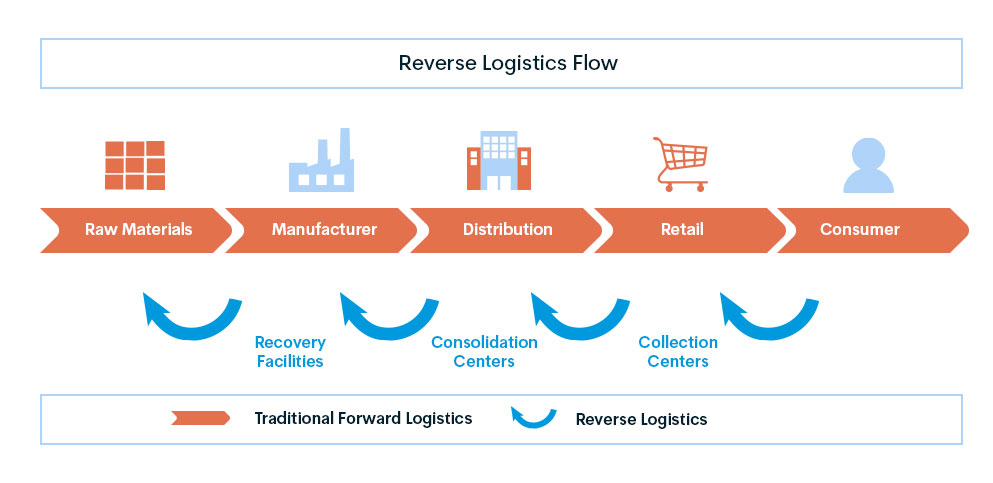 Reverse Logistics Flow
Raw Materials
Manufacturer
Distribution
Retail
Consumer
Recovery
Facilities
Consolidation
Centers
Collection
Centers
Traditional Forward Logistics
Reverse Logistics